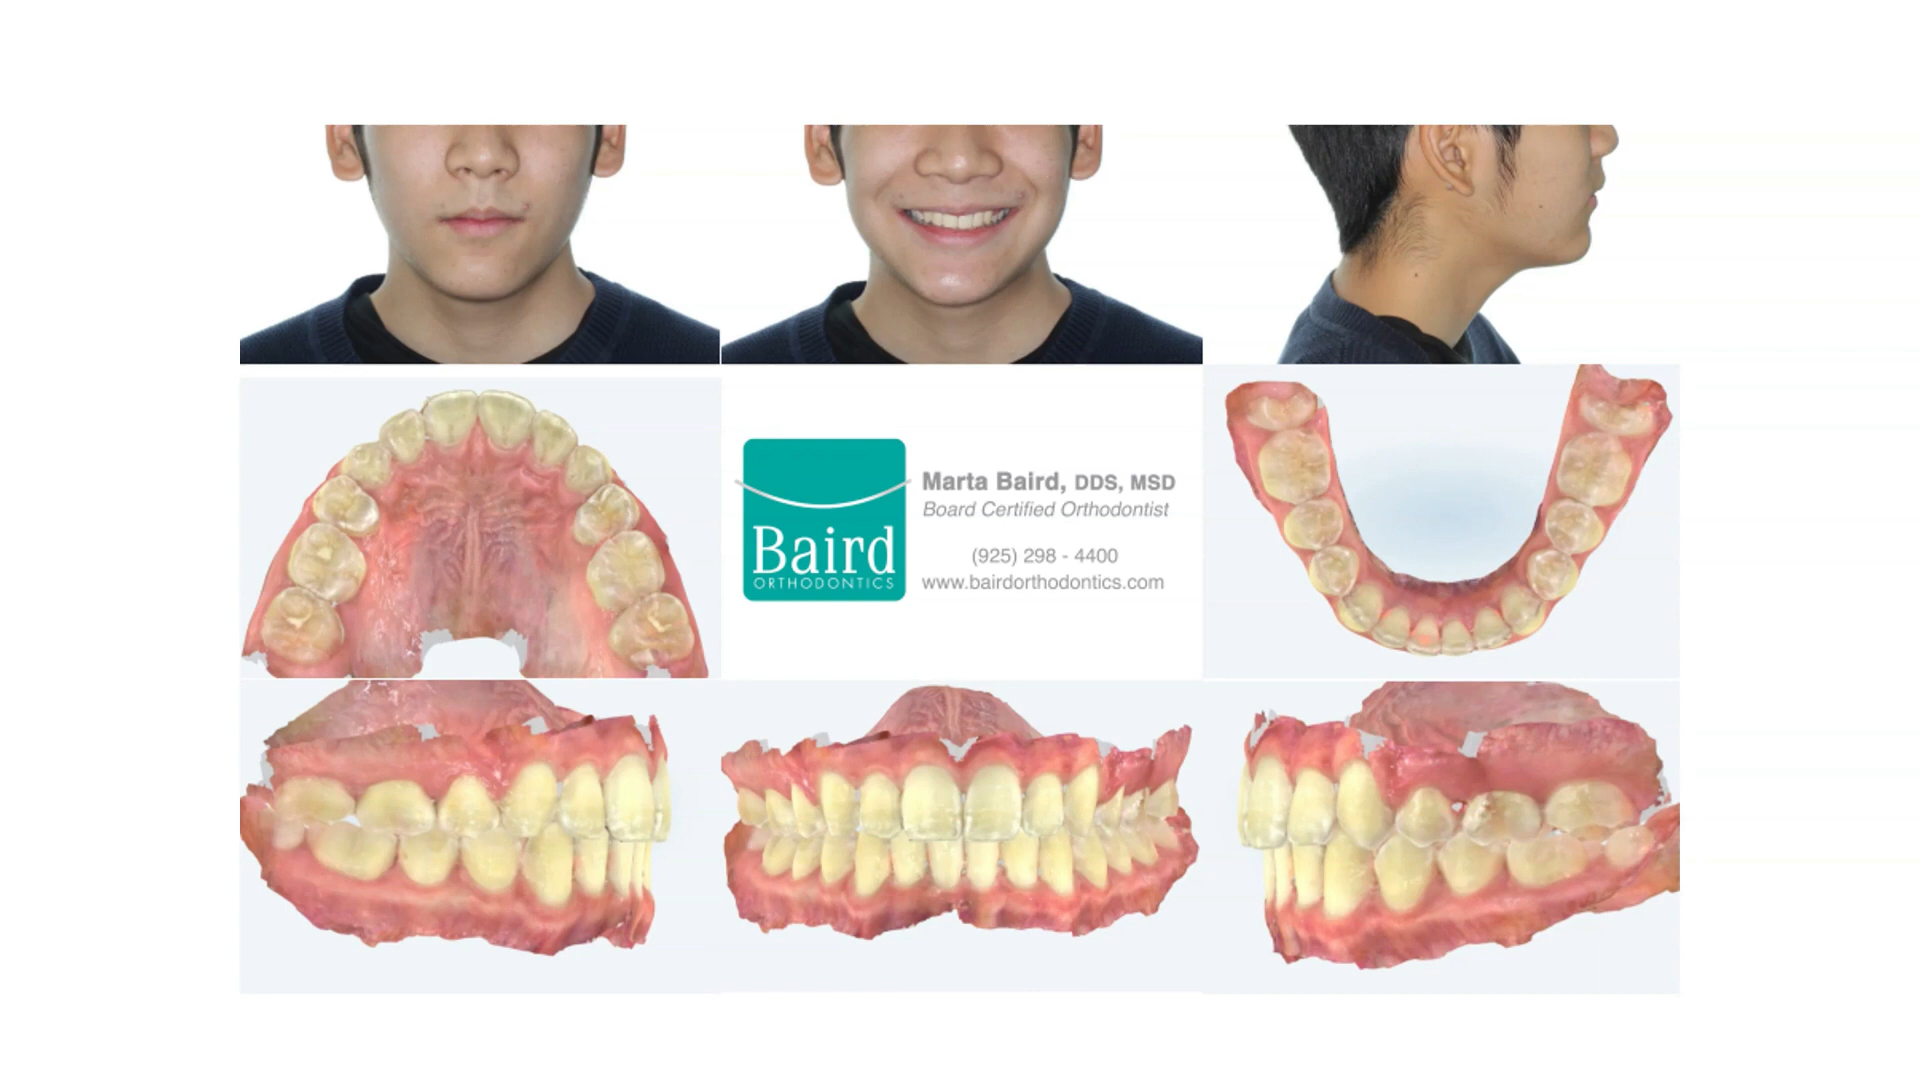 Baird
ORTHODONTICS
Marta Baird, DDS, MSD
Board Certified Orthodontist
(925) 298 - 4400
www.bairdorthodontics.com